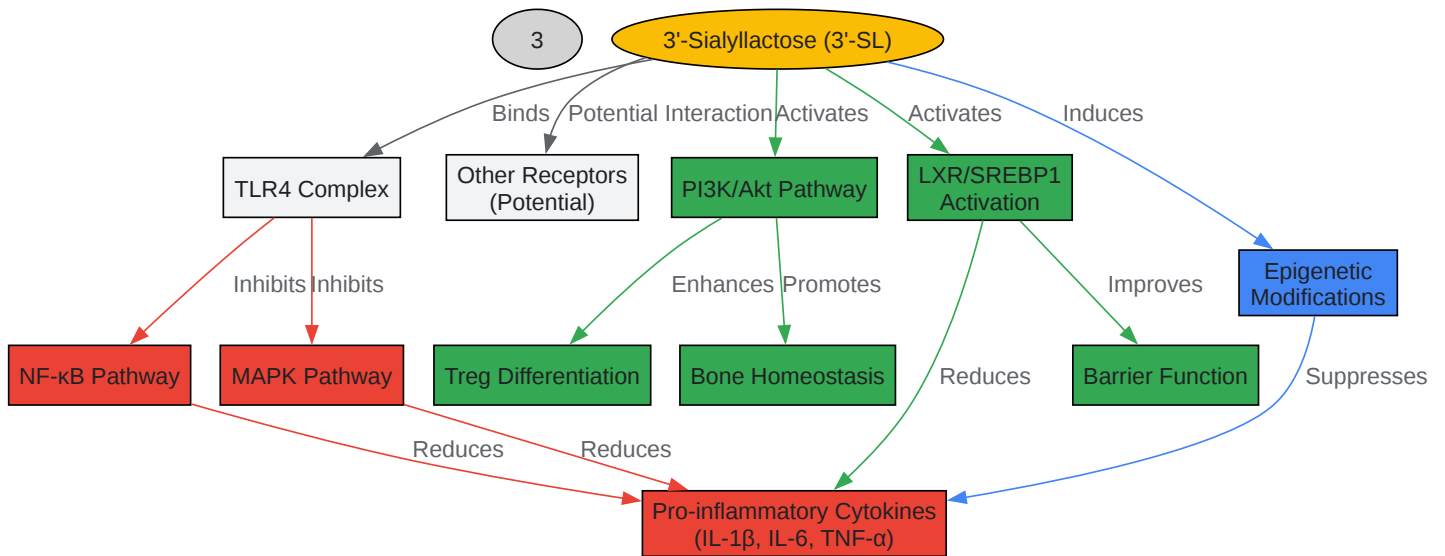 3
3'-Sialyllactose (3'-SL)
Binds
Potential Interaction
Activates
Activates
Induces
TLR4 Complex
Other Receptors
(Potential)
PI3K/Akt Pathway
LXR/SREBP1
Activation
Epigenetic
Modifications
Inhibits
Inhibits
Enhances
Promotes
Improves
NF-κB Pathway
MAPK Pathway
Treg Differentiation
Bone Homeostasis
Reduces
Barrier Function
Suppresses
Reduces
Reduces
Pro-inflammatory Cytokines
(IL-1β, IL-6, TNF-α)